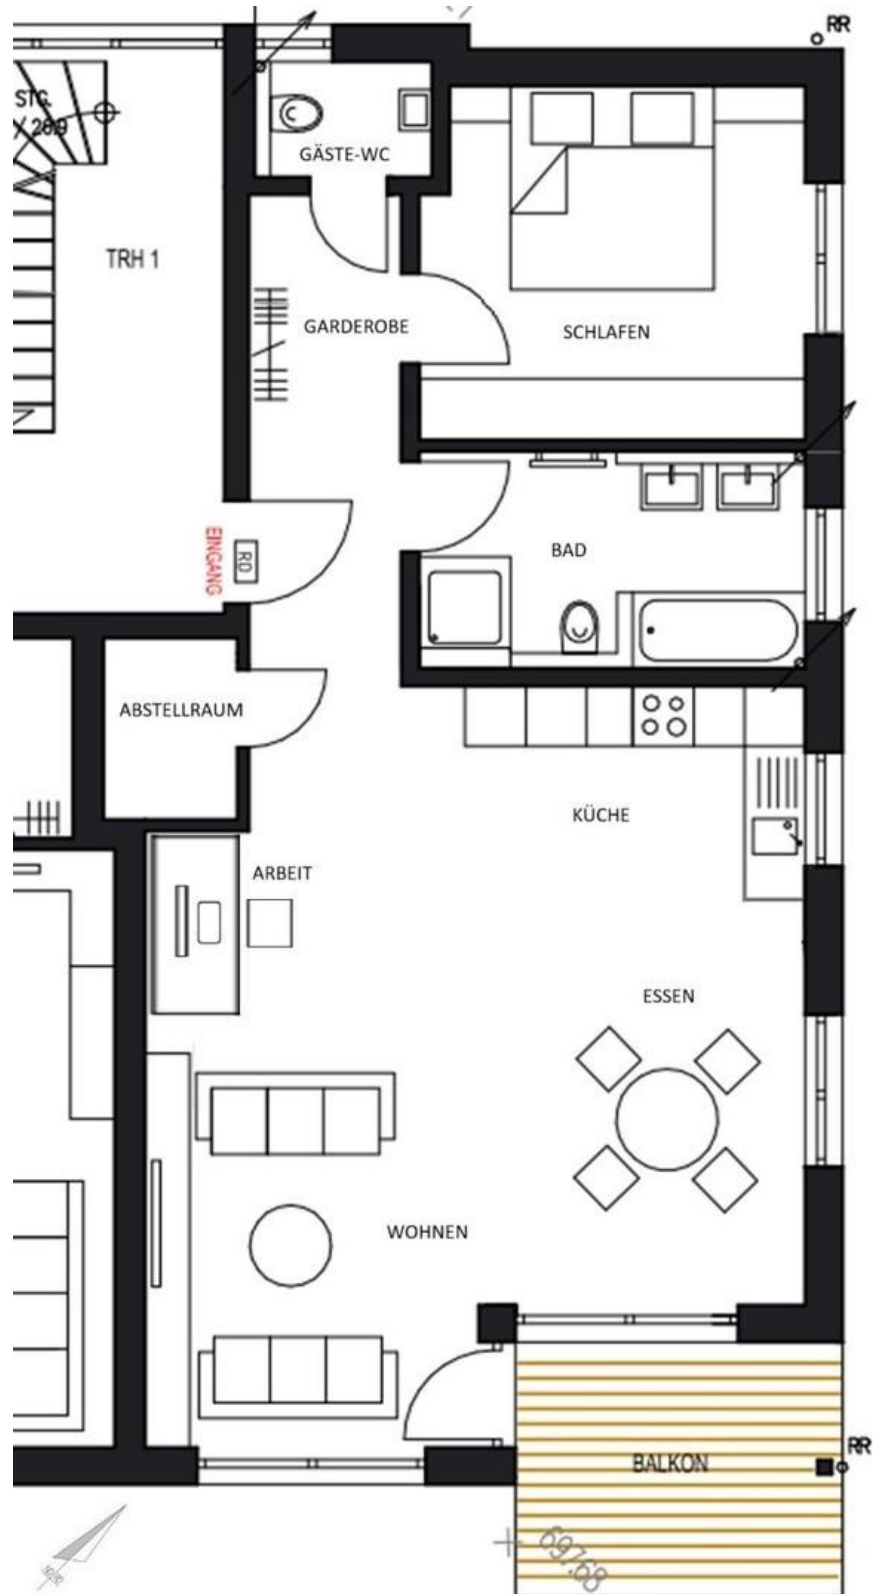 RR
STG.
GÄSTE-WC
TRH 1
GARDEROBE
SCHLAFEN
EINGANG
RD
BAD
ABSTELLRAUM
KÜCHE
ARBEIT
ESSEN
WOHNEN
BALKON
RR
697.68